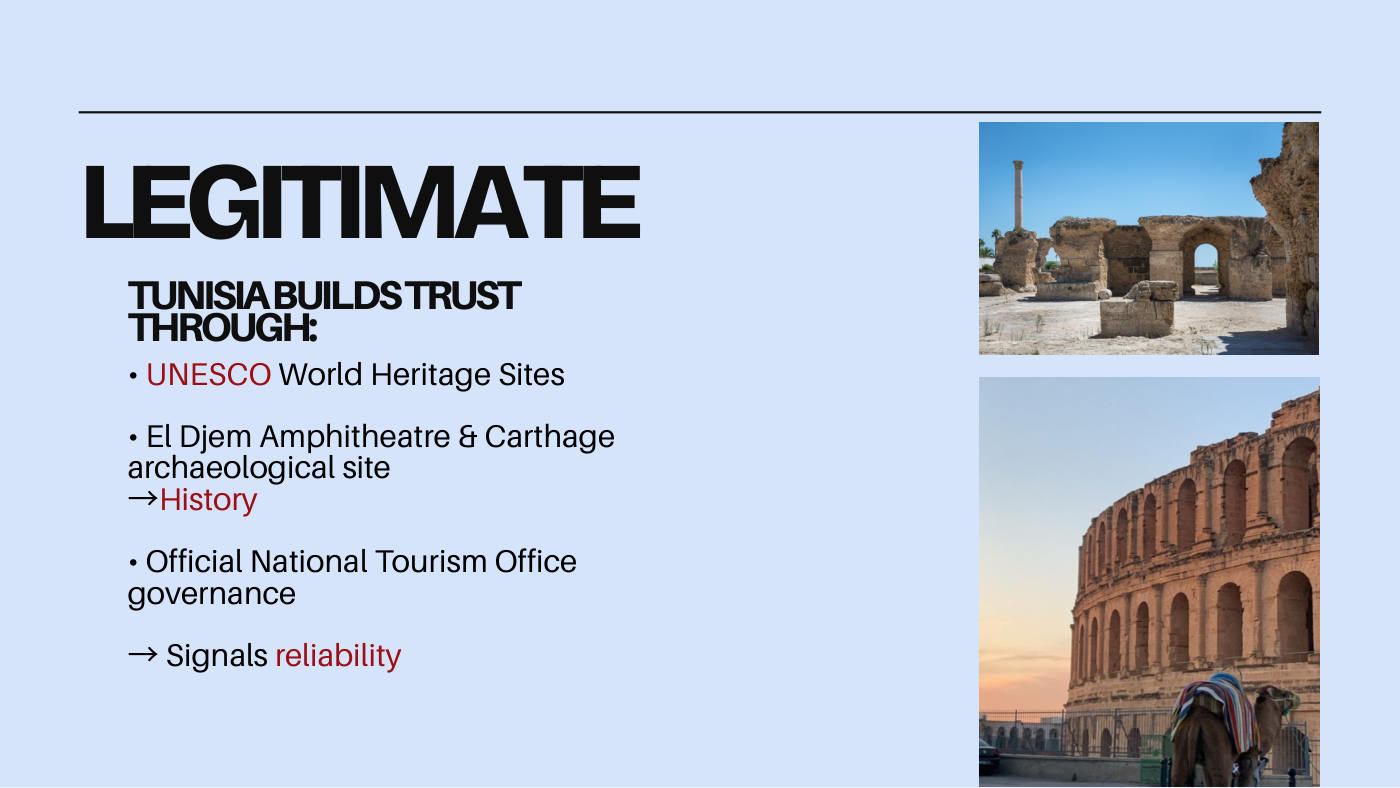 LEGITIMATE
TUNISIA BUILDS TRUST
THROUGH:
• UNESCO World Heritage Sites
• El Djem Amphitheatre & Carthage
archaeological site
→History
• Official National Tourism Office
governance
→ Signals reliability